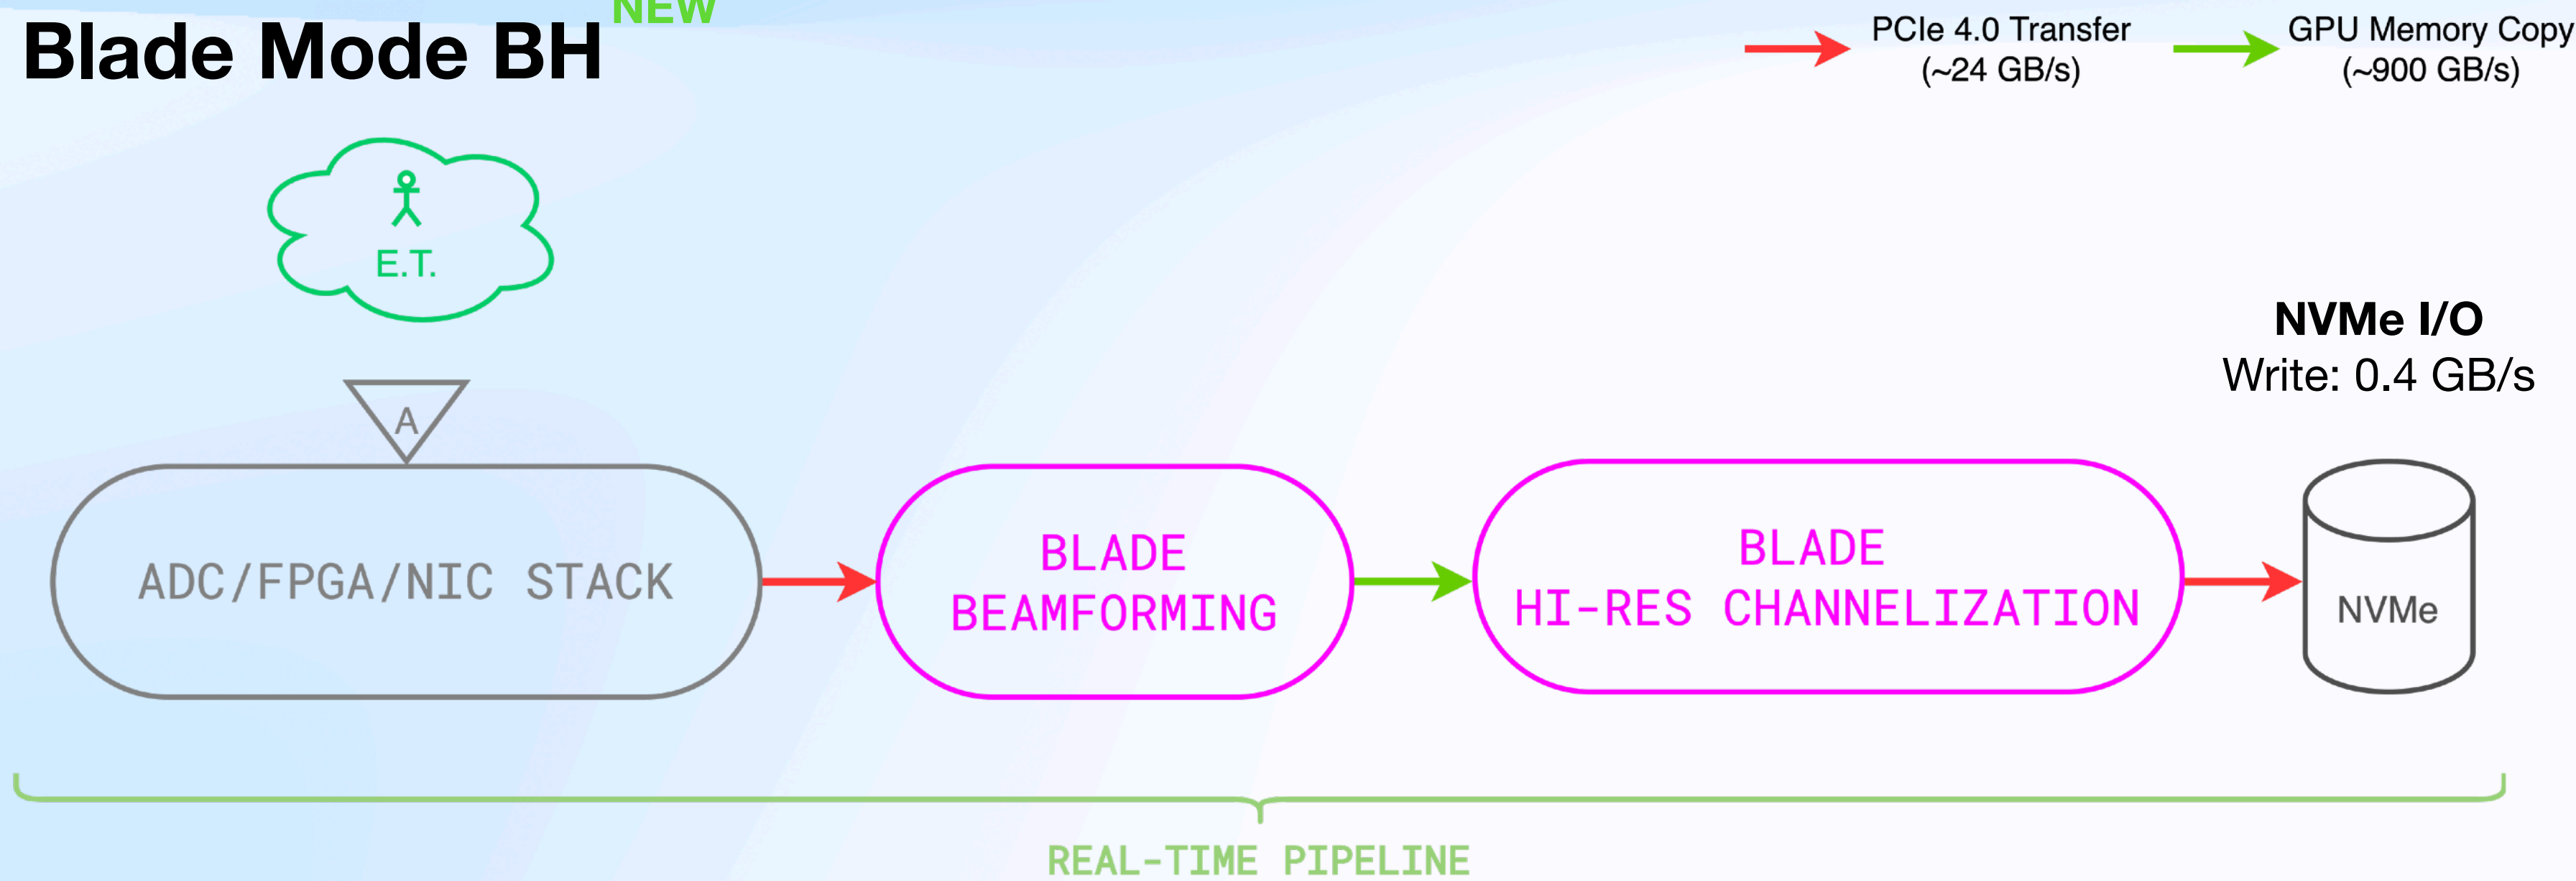 NEW
Blade Mode BH
PCIe 4.0 Transfer
(~24 GB/s)
GPU Memory Copy
(~900 GB/s)
E.T.
NVMe I/O
Write: 0.4 GB/s
A
ADC/FPGA/NIC STACK
BLADE
BEAMFORMING
BLADE
HI-RES CHANNELIZATION
NVMe
REAL-TIME PIPELINE